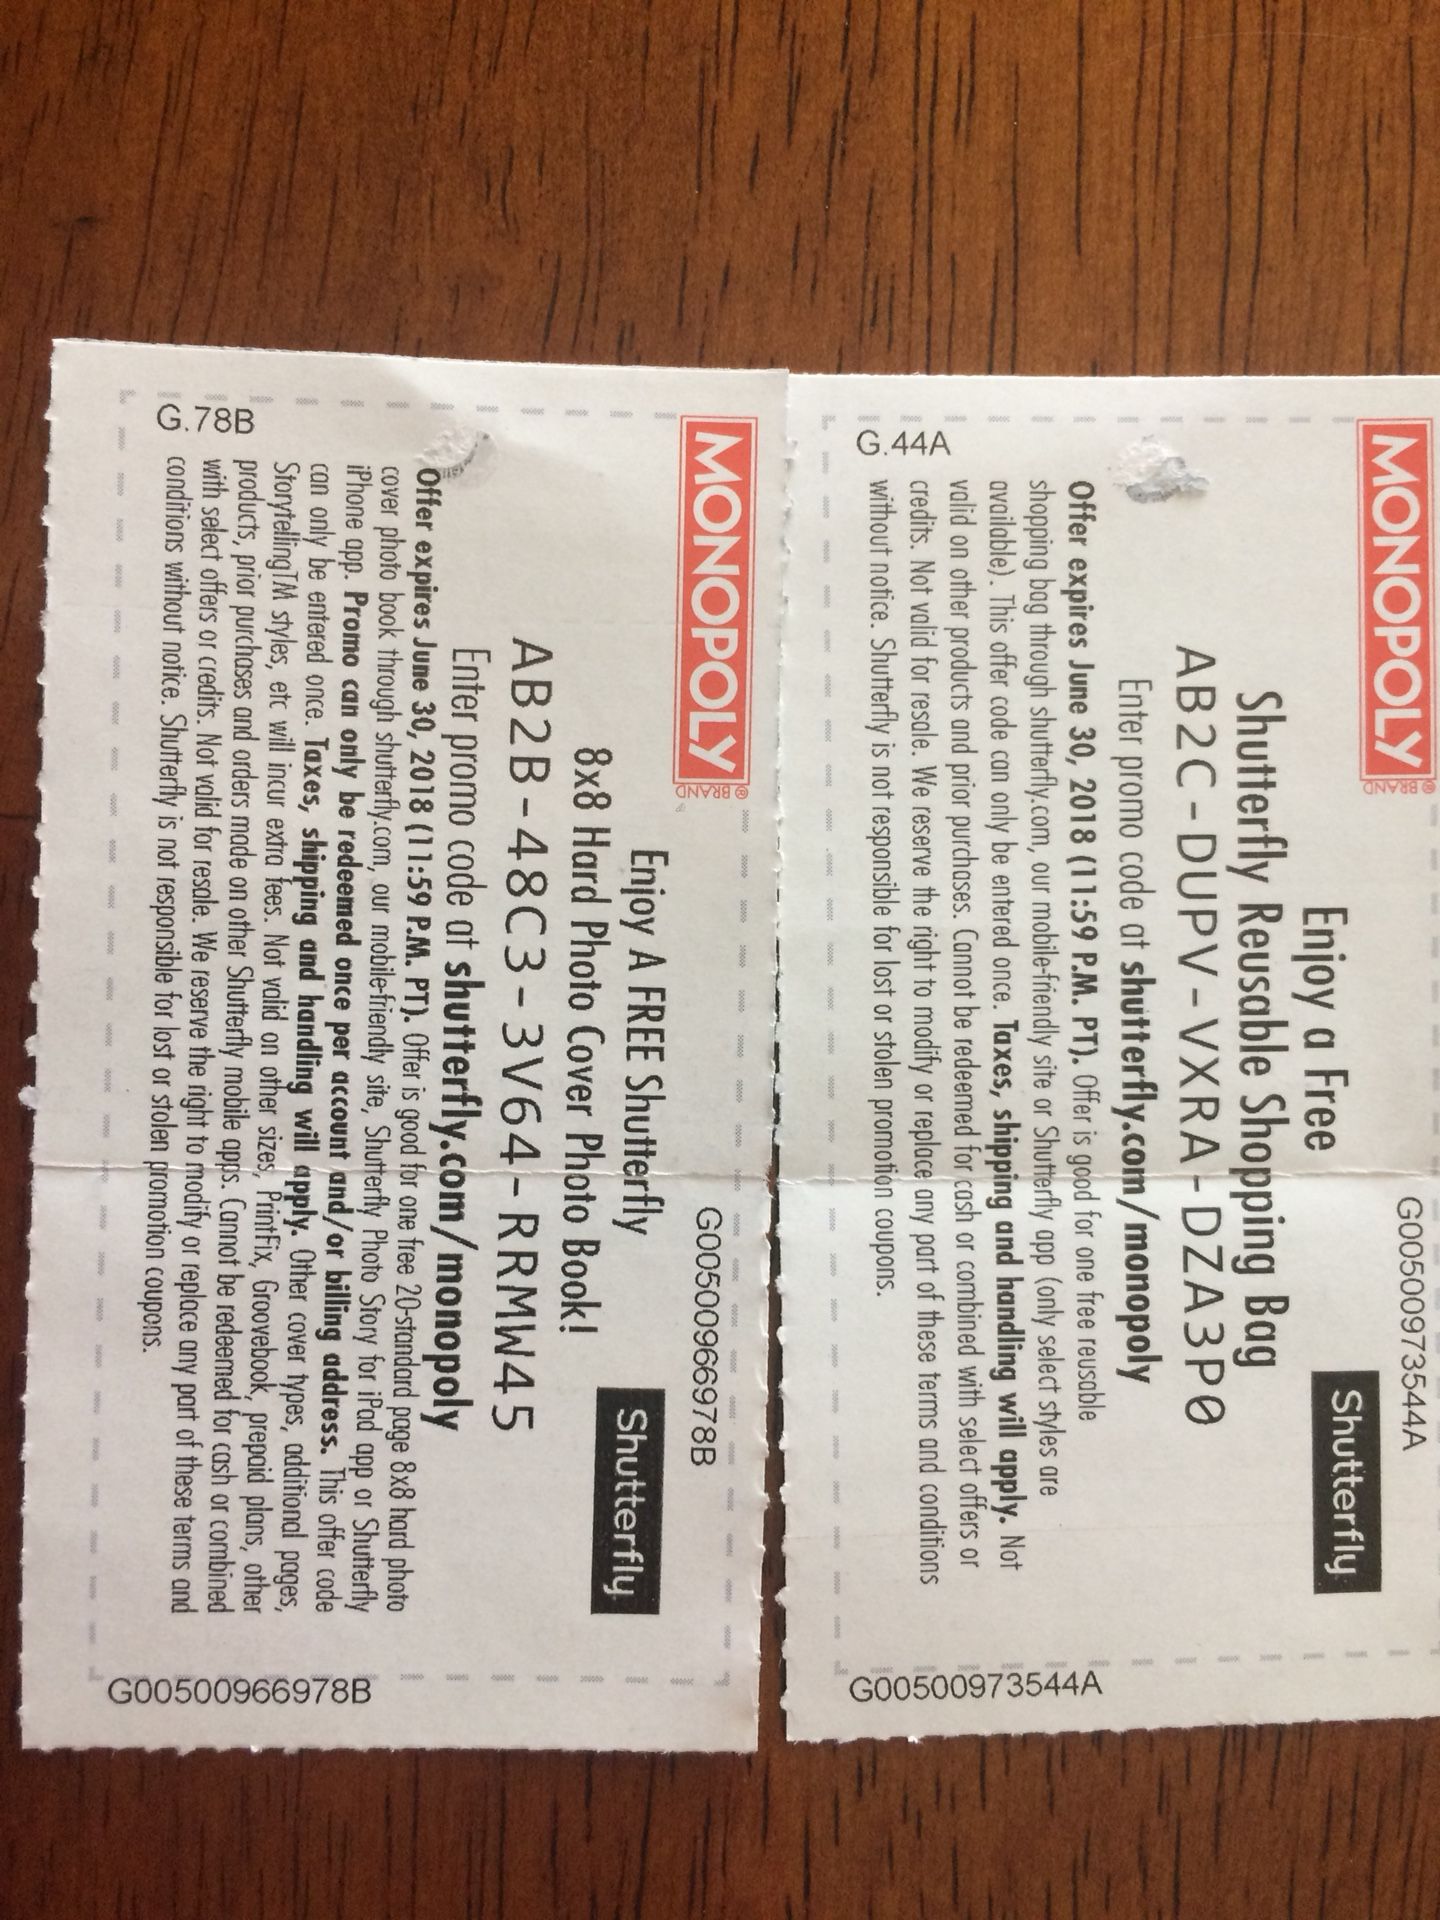 MONOPOLY
® BRAND
G00500973544A
Enjoy a Free
Shutterfly Reusable Shopping Bag
Shutterfly
AB2C-DUPV-VXRA-DZA3P0
Enter promo code at shutterfly.com/monopoly
Offer expires June 30, 2018 (11:59 P.M. PT). Offer is good for one free reusable
shopping bag through shutterfly.com, our mobile-friendly site or Shutterfly app (only select styles are
available). This offer code can only be entered once. Taxes, shipping and handling will apply. Not
valid on other products and prior purchases. Cannot be redeemed for cash or combined with select offers or
credits. Not valid for resale. We reserve the right to modify or replace any part of these terms and conditions
without notice. Shutterfly is not responsible for lost or stolen promotion coupons.
G.44A
G00500973544A
MONOPOLY
® BRAND
G00500966978B
Enjoy A FREE Shutterfly
8x8 Hard Photo Cover Photo Book!
Shutterfly
AB2B-48C3-3V64-RRMW45
Enter promo code at shutterfly.com/monopoly
Offer expires June 30, 2018 (11:59 P.M. PT). Offer is good for one free 20-standard page 8x8 hard photo
cover photo book through shutterfly.com, our mobile-friendly site, Shutterfly Photo Story for iPad app or Shutterfly
iPhone app. Promo can only be redeemed once per account and/or billing address. This offer code
can only be entered once. Taxes, shipping and handling will apply. Other cover types, additional pages,
StorytellingTM styles, etc will incur extra fees. Not valid on other sizes, PrintFix, Groovebook, prepaid plans, other
products, prior purchases and orders made on other Shutterfly mobile apps. Cannot be redeemed for cash or combined
with select offers or credits. Not valid for resale. We reserve the right to modify or replace any part of these terms and
conditions without notice. Shutterfly is not responsible for lost or stolen promotion coupons.
G.78B
G00500966978B